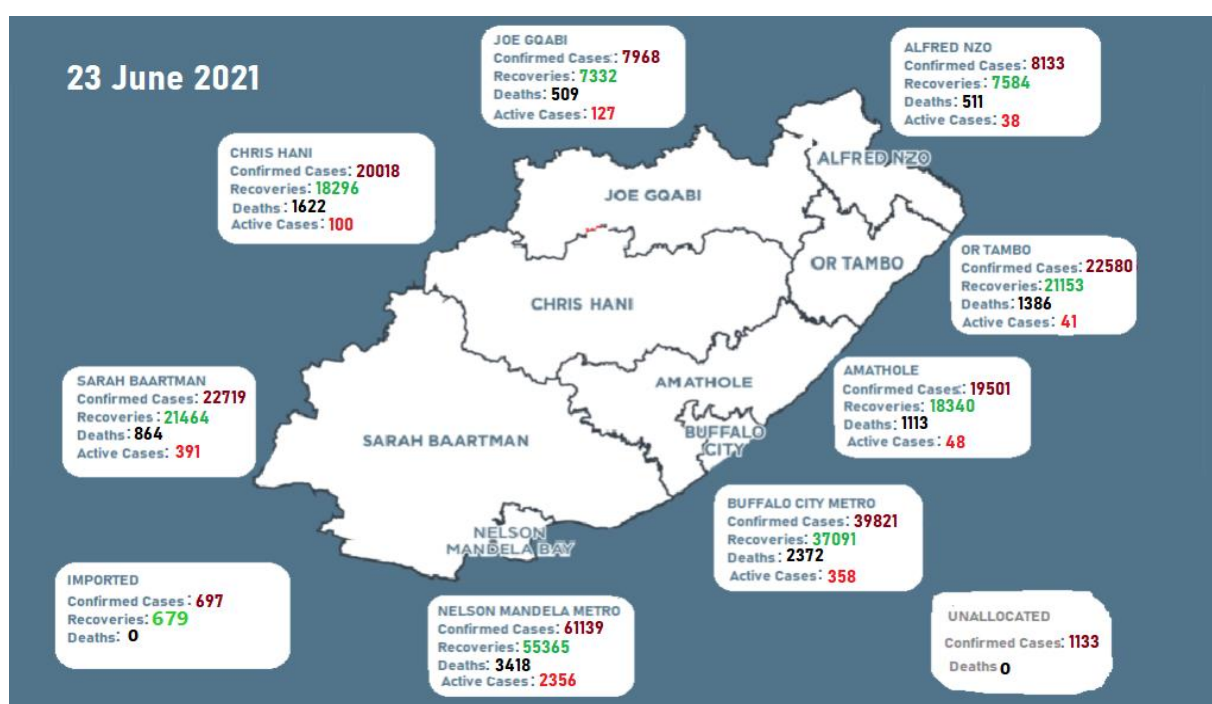 23 June 2021
JOE GQABI
Confirmed Cases: 7968
Recoveries: 7332
Deaths: 509
Active Cases: 127
ALFRED NZO
Confirmed Cases: 8133
Recoveries: 7584
Deaths: 511
Active Cases: 38
CHRIS HANI
Confirmed Cases: 20018
Recoveries: 18296
Deaths: 1622
Active Cases: 100
ALFRED NZO
JOE GQABI
OR TAMBO
CHRIS HANI
OR TAMBO
Confirmed Cases: 22580
Recoveries: 21153
Deaths: 1386
Active Cases: 41
SARAH BAARTMAN
Confirmed Cases: 22719
Recoveries: 21464
Deaths: 864
Active Cases: 391
AMATHOLE
AMATHOLE
Confirmed Cases: 19501
Recoveries: 18340
Deaths: 1113
Active Cases: 48
SARAH BAARTMAN
BUFFALO
CITY
BUFFALO CITY METRO
Confirmed Cases: 39821
Recoveries: 37091
Deaths: 2372
Active Cases: 358
NELSON
MANDELA BAY
IMPORTED
Confirmed Cases: 697
Recoveries: 679
Deaths: 0
NELSON MANDELA METRO
Confirmed Cases: 61139
Recoveries: 55365
Deaths: 3418
Active Cases: 2356
UNALLOCATED
Confirmed Cases: 1133
Deaths 0